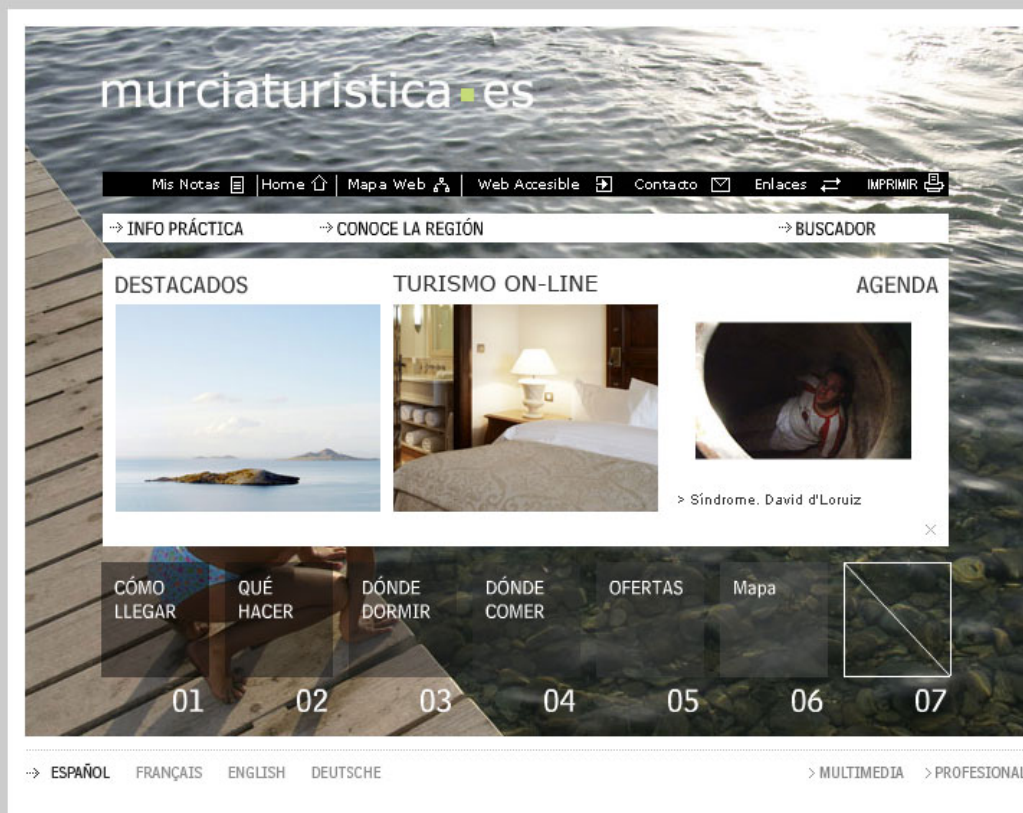 murciaturistica.es
Mis Notas Home Mapa Web Web Accesible Contacto Enlaces IMPRIMIR
INFO PRÁCTICA CONOCE LA REGIÓN BUSCADOR
DESTACADOS TURISMO ON-LINE AGENDA
> Síndrome. David d'Loruiz
CÓMO LLEGAR
QUÉ HACER
DÓNDE DORMIR
DÓNDE COMER
OFERTAS
Mapa
01 02 03 04 05 06 07
ESPAÑOL FRANÇAIS ENGLISH DEUTSCHE > MULTIMEDIA > PROFESIONAL